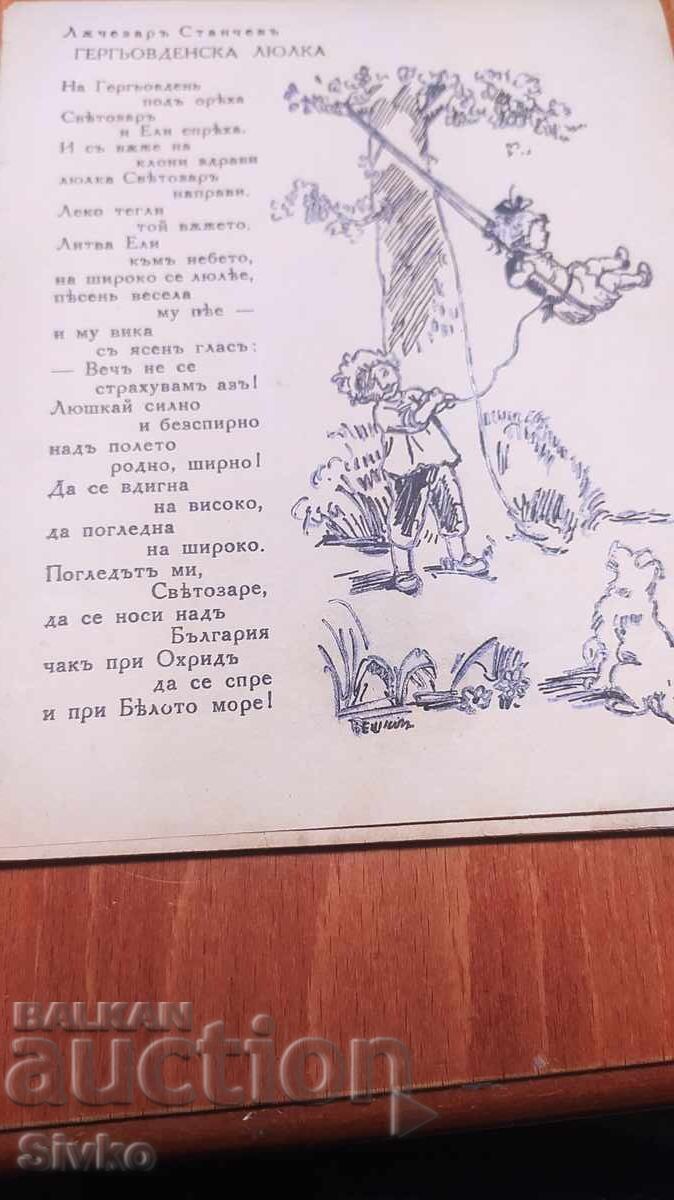 Лѫчезаръ Станчевъ
ГЕРГЬОВДЕНСКА ЛЮЛКА
На Гергьовдень
подъ орѣха
Свѣтозаръ
и Ели спрѣха.
И съ вѫже на
клони здрави
люлка Свѣтозаръ
направи.
Леко тегли
той вѫжето.
Литва Ели
къмъ небето,
на широко се люлѣе,
пѣсень весела
му пѣе —
и му вика
съ ясенъ гласъ:
— Вечъ не се
страхувамъ азъ!
Люшкай силно
и безспирно
надъ полето
родно, ширно!
Да се вдигна
на високо,
да погледна
на широко.
Погледътъ ми,
Свѣтозаре,
да се носи надъ
България
чакъ при Охридъ
да се спре
и при Бѣлото море!
BALKAN
auction
Sivko